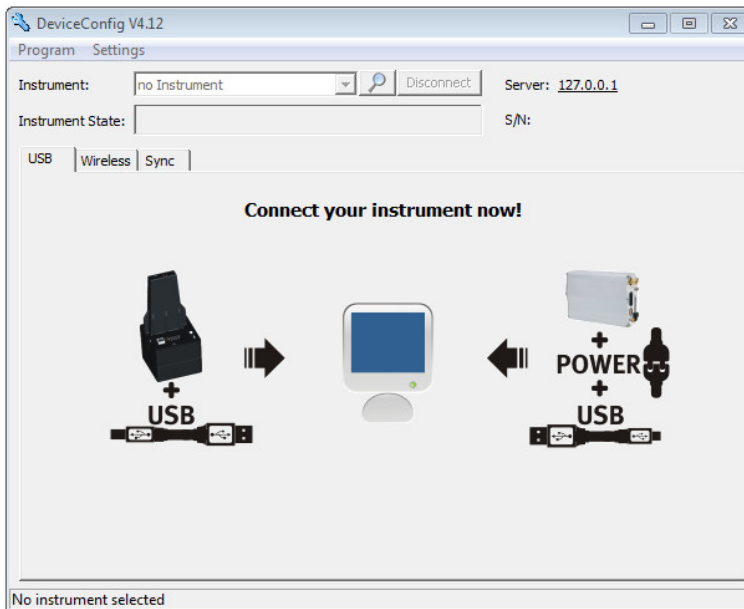 DeviceConfig V4.12
Program Settings
Instrument: no Instrument Disconnect Server: 127.0.0.1
Instrument State: S/N:
USB Wireless Sync
Connect your instrument now!
+
POWER
+ +
USB USB
No instrument selected